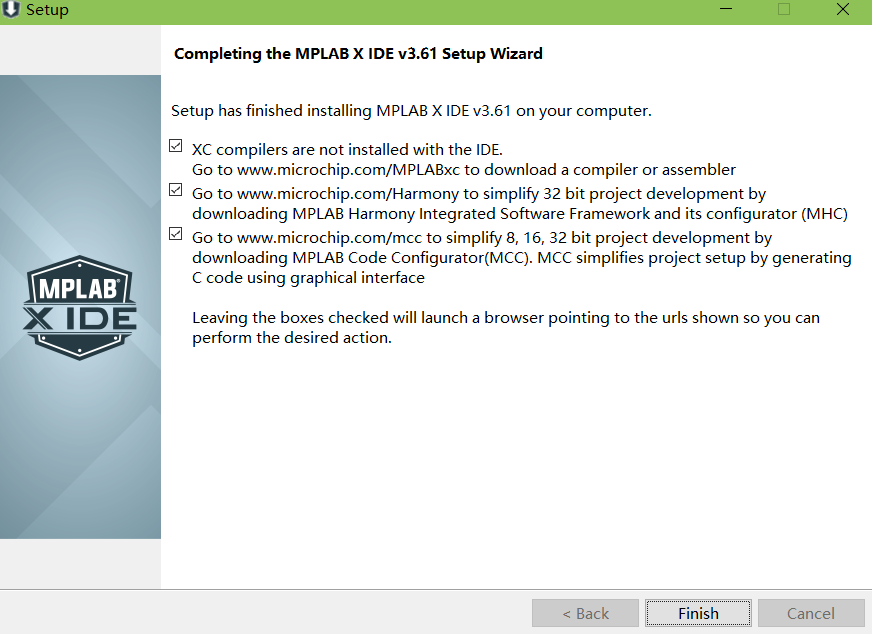 Setup
Completing the MPLAB X IDE v3.61 Setup Wizard
Setup has finished installing MPLAB X IDE v3.61 on your computer.
XC compilers are not installed with the IDE.
Go to www.microchip.com/MPLABxc to download a compiler or assembler
Go to www.microchip.com/Harmony to simplify 32 bit project development by
downloading MPLAB Harmony Integrated Software Framework and its configurator (MHC)
Go to www.microchip.com/mcc to simplify 8, 16, 32 bit project development by
downloading MPLAB Code Configurator(MCC). MCC simplifies project setup by generating
C code using graphical interface
Leaving the boxes checked will launch a browser pointing to the urls shown so you can
perform the desired action.
MPLAB®
X IDE
< Back
Finish
Cancel